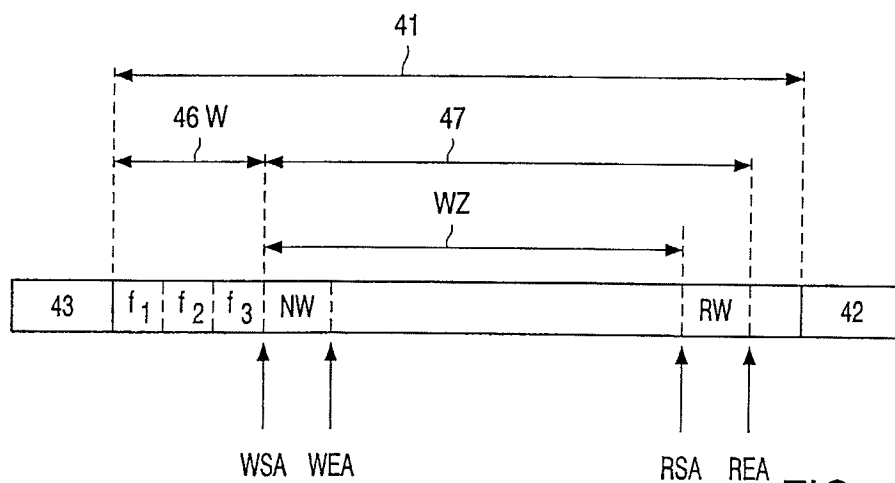 41
46 W 47
WZ
43 f1 f2 f3 NW RW 42
WSA WEA RSA REA